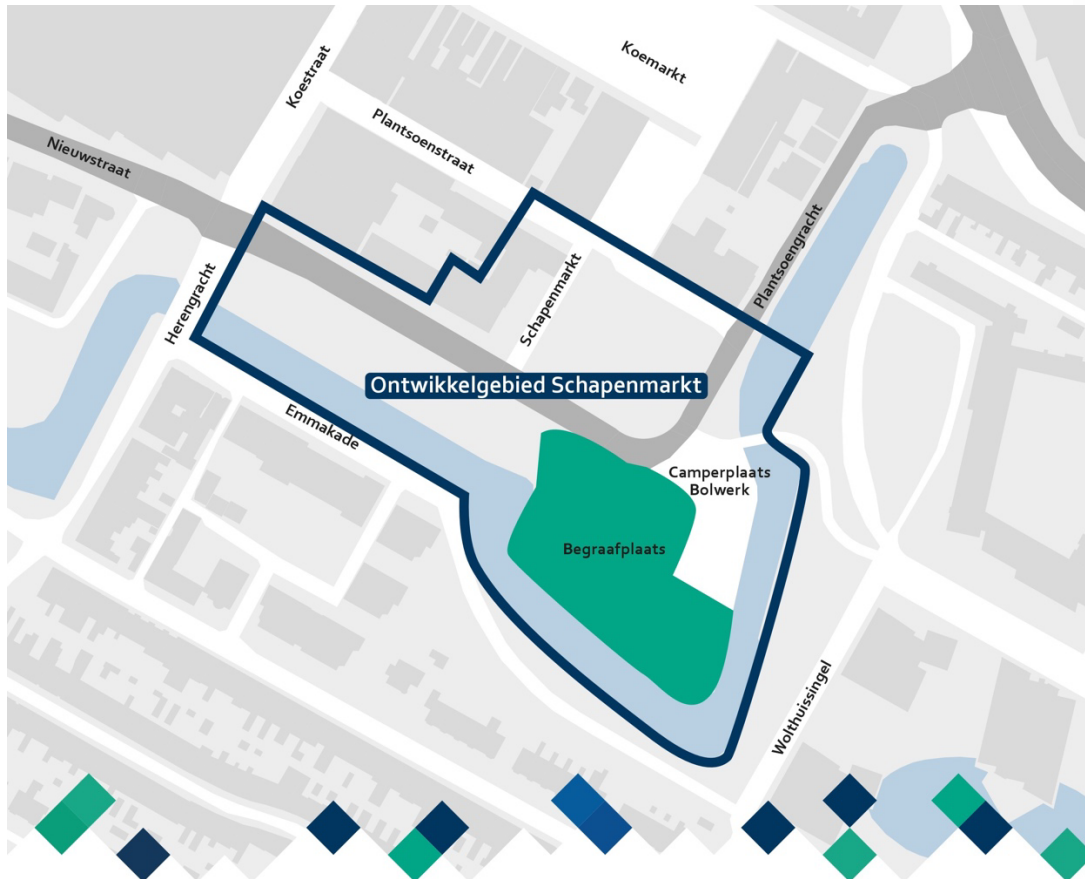 Koemarkt
Koestraat
Plantsoenstraat
Nieuwstraat
Plantsoengracht
Herengracht
Schapenmarkt
Ontwikkelgebied Schapenmarkt
Emmakade
Camperplaats
Bolwerk
Begraafplaats
Wolthuissingel